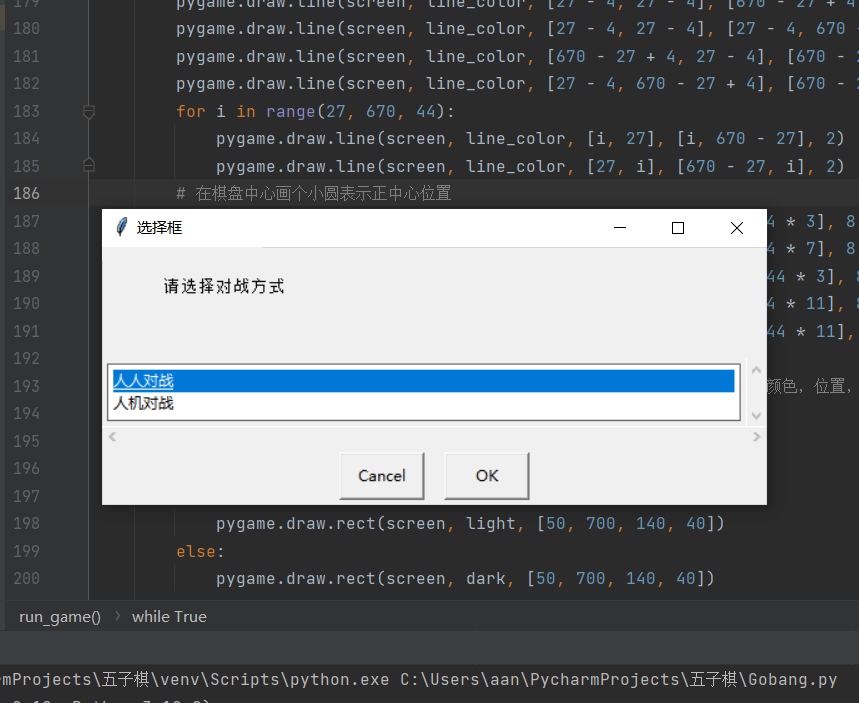 179 pygame.draw.line(screen, line_color, [27 - 4, 27 - 4], [670 - 27 + 4
180 pygame.draw.line(screen, line_color, [27 - 4, 27 - 4], [27 - 4, 670
181 pygame.draw.line(screen, line_color, [670 - 27 + 4, 27 - 4], [670 -
182 pygame.draw.line(screen, line_color, [27 - 4, 670 - 27 + 4], [670 -
183 for i in range(27, 670, 44):
184 pygame.draw.line(screen, line_color, [i, 27], [i, 670 - 27], 2)
185 pygame.draw.line(screen, line_color, [27, i], [670 - 27, i], 2)
186 # 在棋盘中心画个小圆表示正中心位置
选择框
187 4 * 3], 8
188 4 * 7], 8
请选择对战方式
189 44 * 3],
190 4 * 11],
191 44 * 11],
192
人人对战
193 颜色，位置，
人机对战
194
195
196
Cancel OK
197
198 pygame.draw.rect(screen, light, [50, 700, 140, 40])
199 else:
200 pygame.draw.rect(screen, dark, [50, 700, 140, 40])
run_game() while True
mProjects\五子棋\venv\Scripts\python.exe C:\Users\aan\PycharmProjects\五子棋\Gobang.py